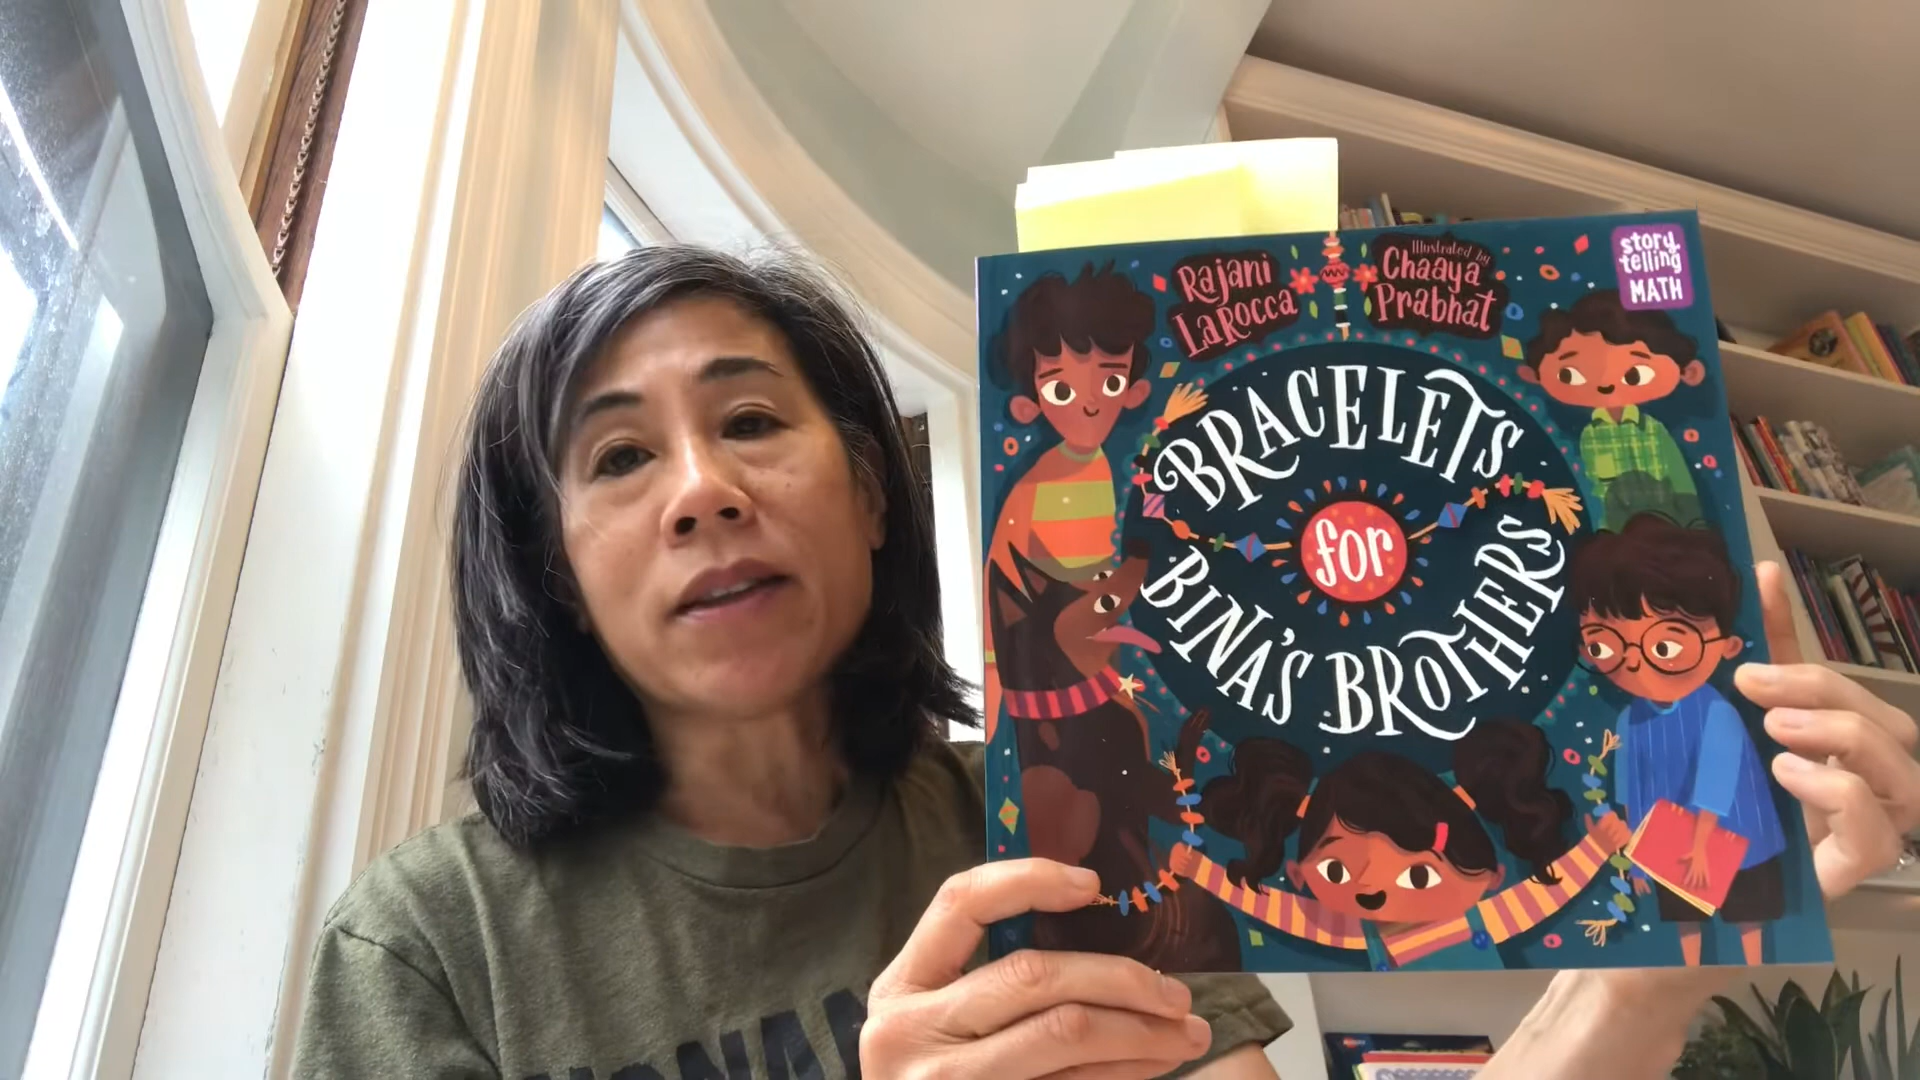 Rajani
LaRocca
Illustrated by
Chaaya
Prabhat
story
telling
MATH
BRACELETS
for
BINA'S BROTHERS